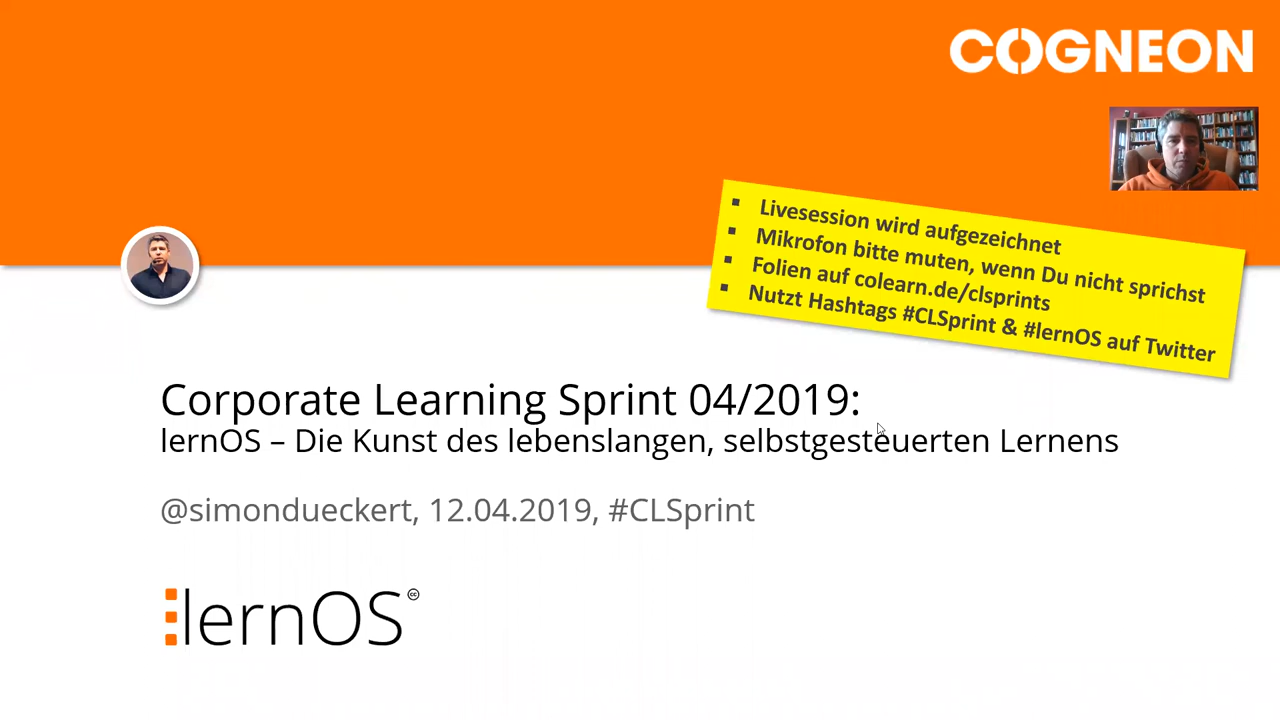 COGNEON
▪ Livesession wird aufgezeichnet
▪ Mikrofon bitte muten, wenn Du nicht sprichst
▪ Folien auf colearn.de/clsprints
▪ Nutzt Hashtags #CLSprint & #lernOS auf Twitter
Corporate Learning Sprint 04/2019:
lernOS – Die Kunst des lebenslangen, selbstgesteuerten Lernens
@simondueckert, 12.04.2019, #CLSprint
lernOS cc